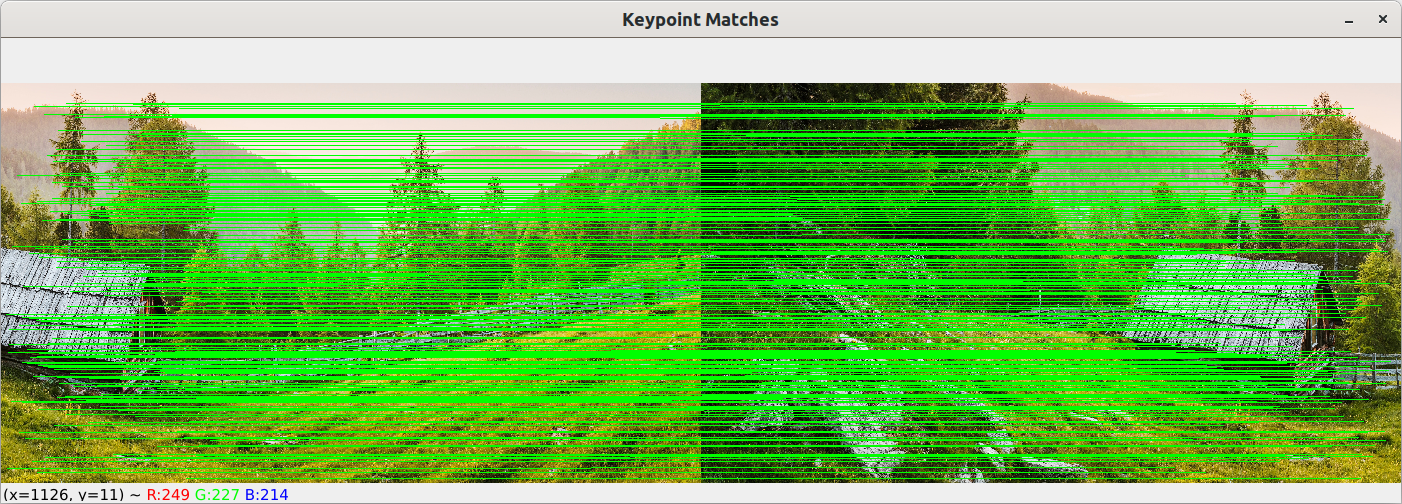 Keypoint Matches
(x=1126, y=11) ~ R:249 G:227 B:214